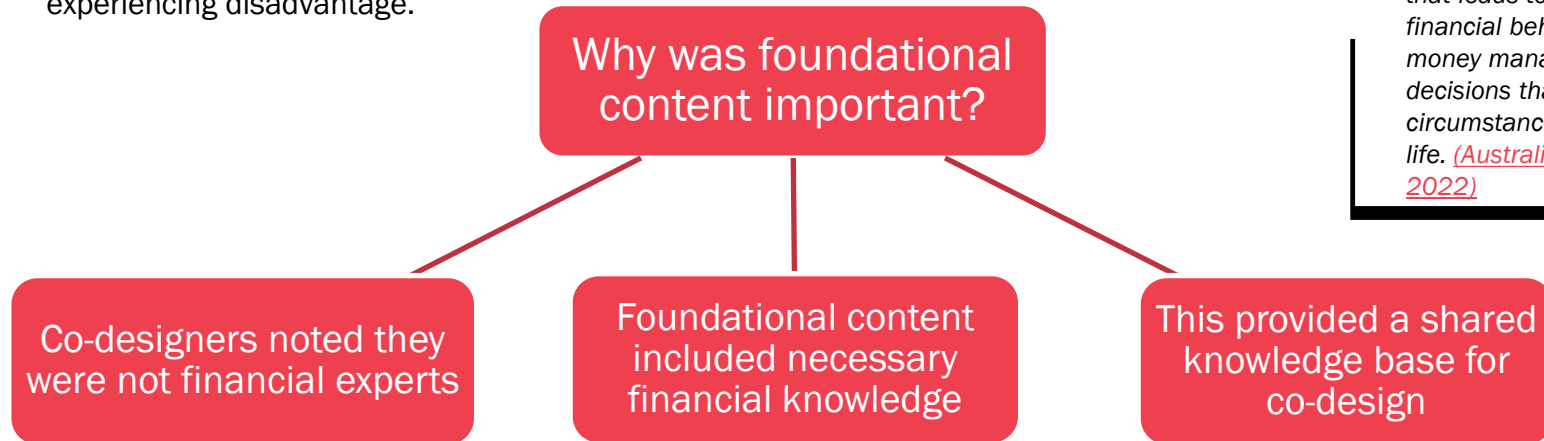 experiencing disadvantage.
Why was foundational
content important?
financial beh
money mana
decisions tha
circumstanc
life. (Australi
2022)
Co-designers noted they
were not financial experts
Foundational content
included necessary
financial knowledge
This provided a shared
knowledge base for
co-design